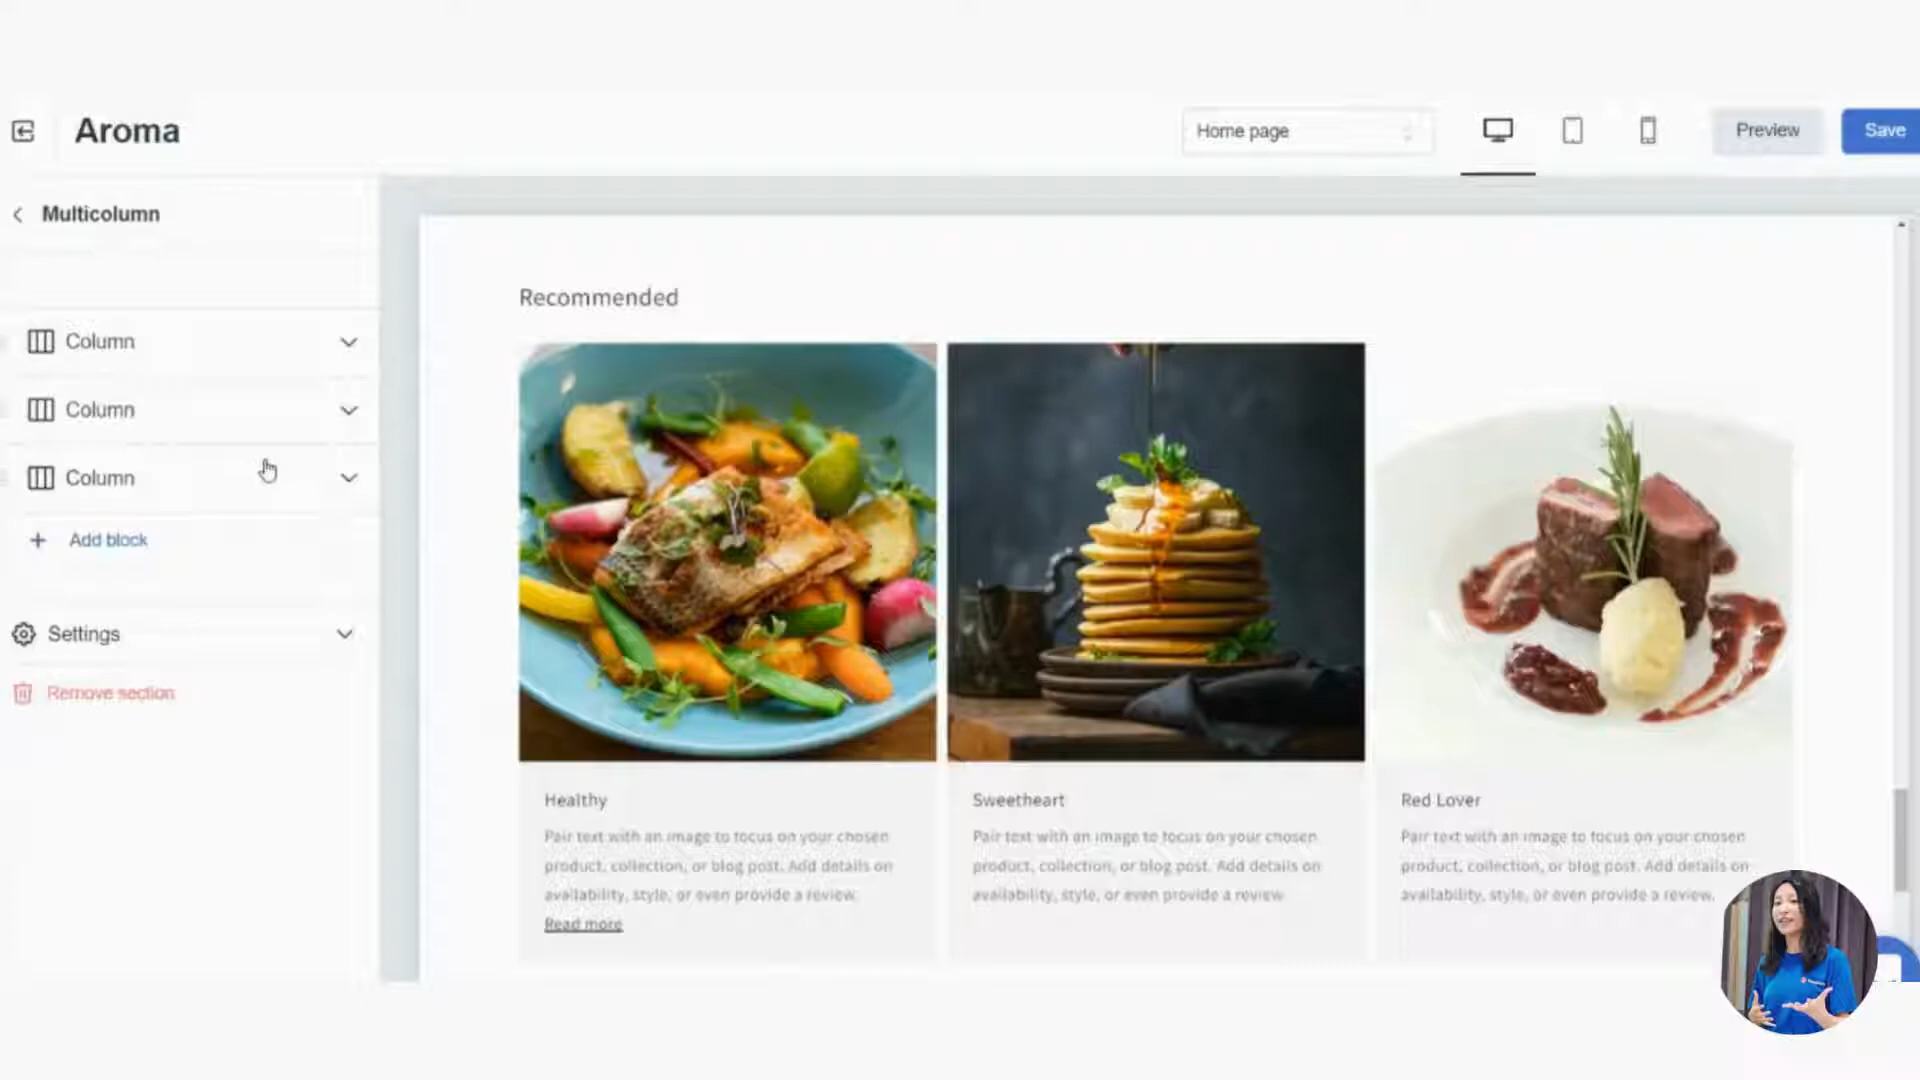 Aroma
Home page
Preview
Save
Multicolumn
Column
Column
Column
Add block
Settings
Remove section
Recommended
Healthy
Pair text with an image to focus on your chosen
product, collection, or blog post. Add details on
availability, style, or even provide a review.
Read more
Sweetheart
Pair text with an image to focus on your chosen
product, collection, or blog post. Add details on
availability, style, or even provide a review.
Red Lover
Pair text with an image to focus on your chosen
product, collection, or blog post. Add details on
availability, style, or even provide a review.